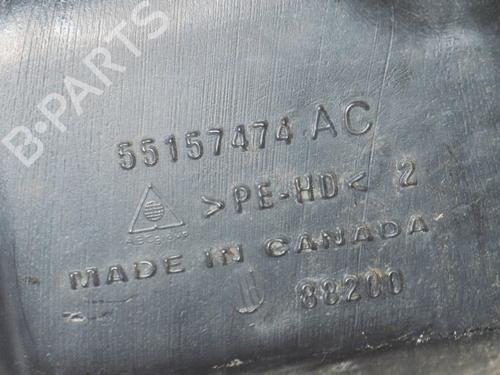 B-PARTS
55157474 AC
>PE-HD< 2
MADE IN CANADA
88200